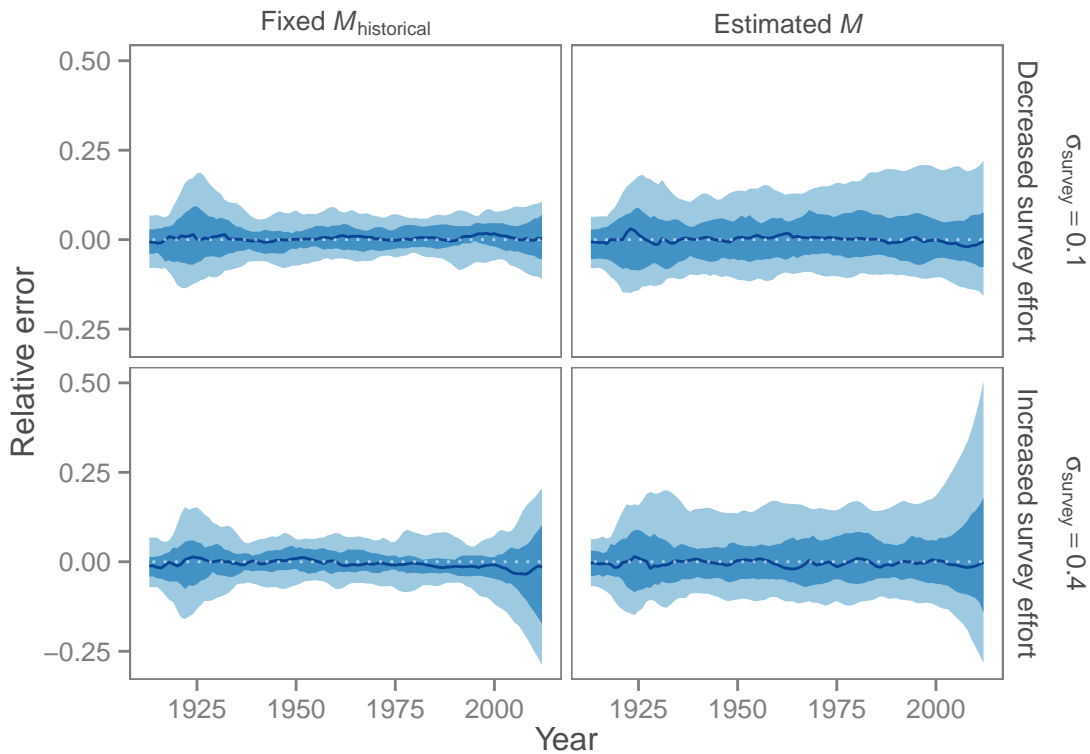 Fixed M_historical
Estimated M
Relative error
0.50
0.25
0.00
−0.25
Decreased survey effort
σ_survey = 0.1
0.50
0.25
0.00
−0.25
Increased survey effort
σ_survey = 0.4
1925 1950 1975 2000
1925 1950 1975 2000
Year